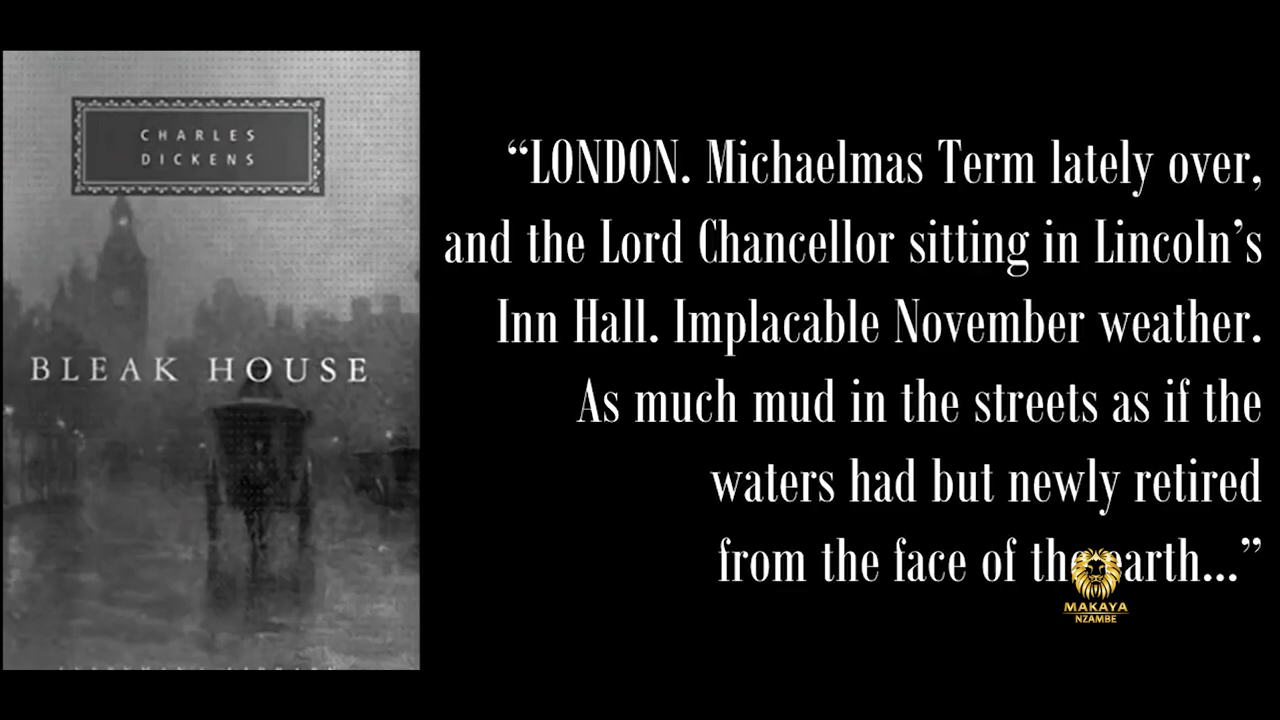 CHARLES
DICKENS
BLEAK HOUSE
“LONDON. Michaelmas Term lately over,
and the Lord Chancellor sitting in Lincoln’s
Inn Hall. Implacable November weather.
As much mud in the streets as if the
waters had but newly retired
from the face of the earth...”
MAKAYA
NZAMBE